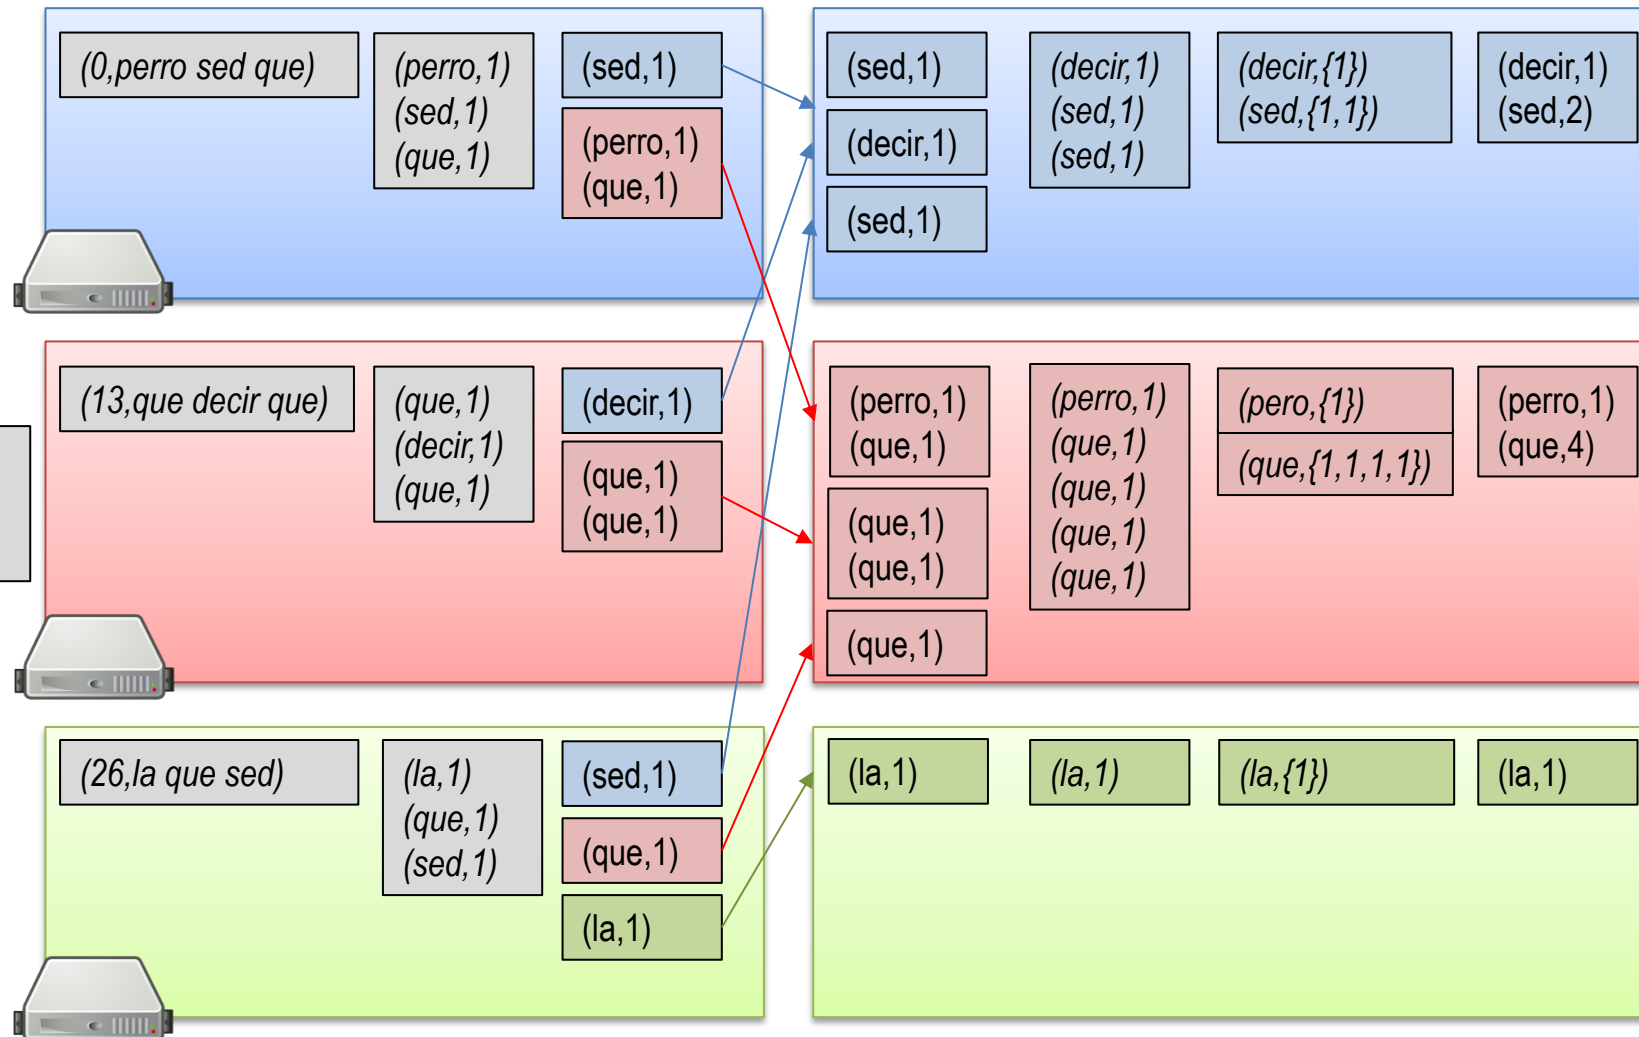 (0,perro sed que)
(perro,1)
(sed,1)
(que,1)
(sed,1)
(perro,1)
(que,1)
(sed,1)
(decir,1)
(sed,1)
(decir,1)
(sed,1)
(sed,1)
(decir,{1})
(sed,{1,1})
(decir,1)
(sed,2)
(13,que decir que)
(que,1)
(decir,1)
(que,1)
(decir,1)
(que,1)
(que,1)
(perro,1)
(que,1)
(que,1)
(que,1)
(que,1)
(perro,1)
(que,1)
(que,1)
(que,1)
(que,1)
(pero,{1})
(que,{1,1,1,1})
(perro,1)
(que,4)
(26,la que sed)
(la,1)
(que,1)
(sed,1)
(sed,1)
(que,1)
(la,1)
(la,1)
(la,1)
(la,{1})
(la,1)